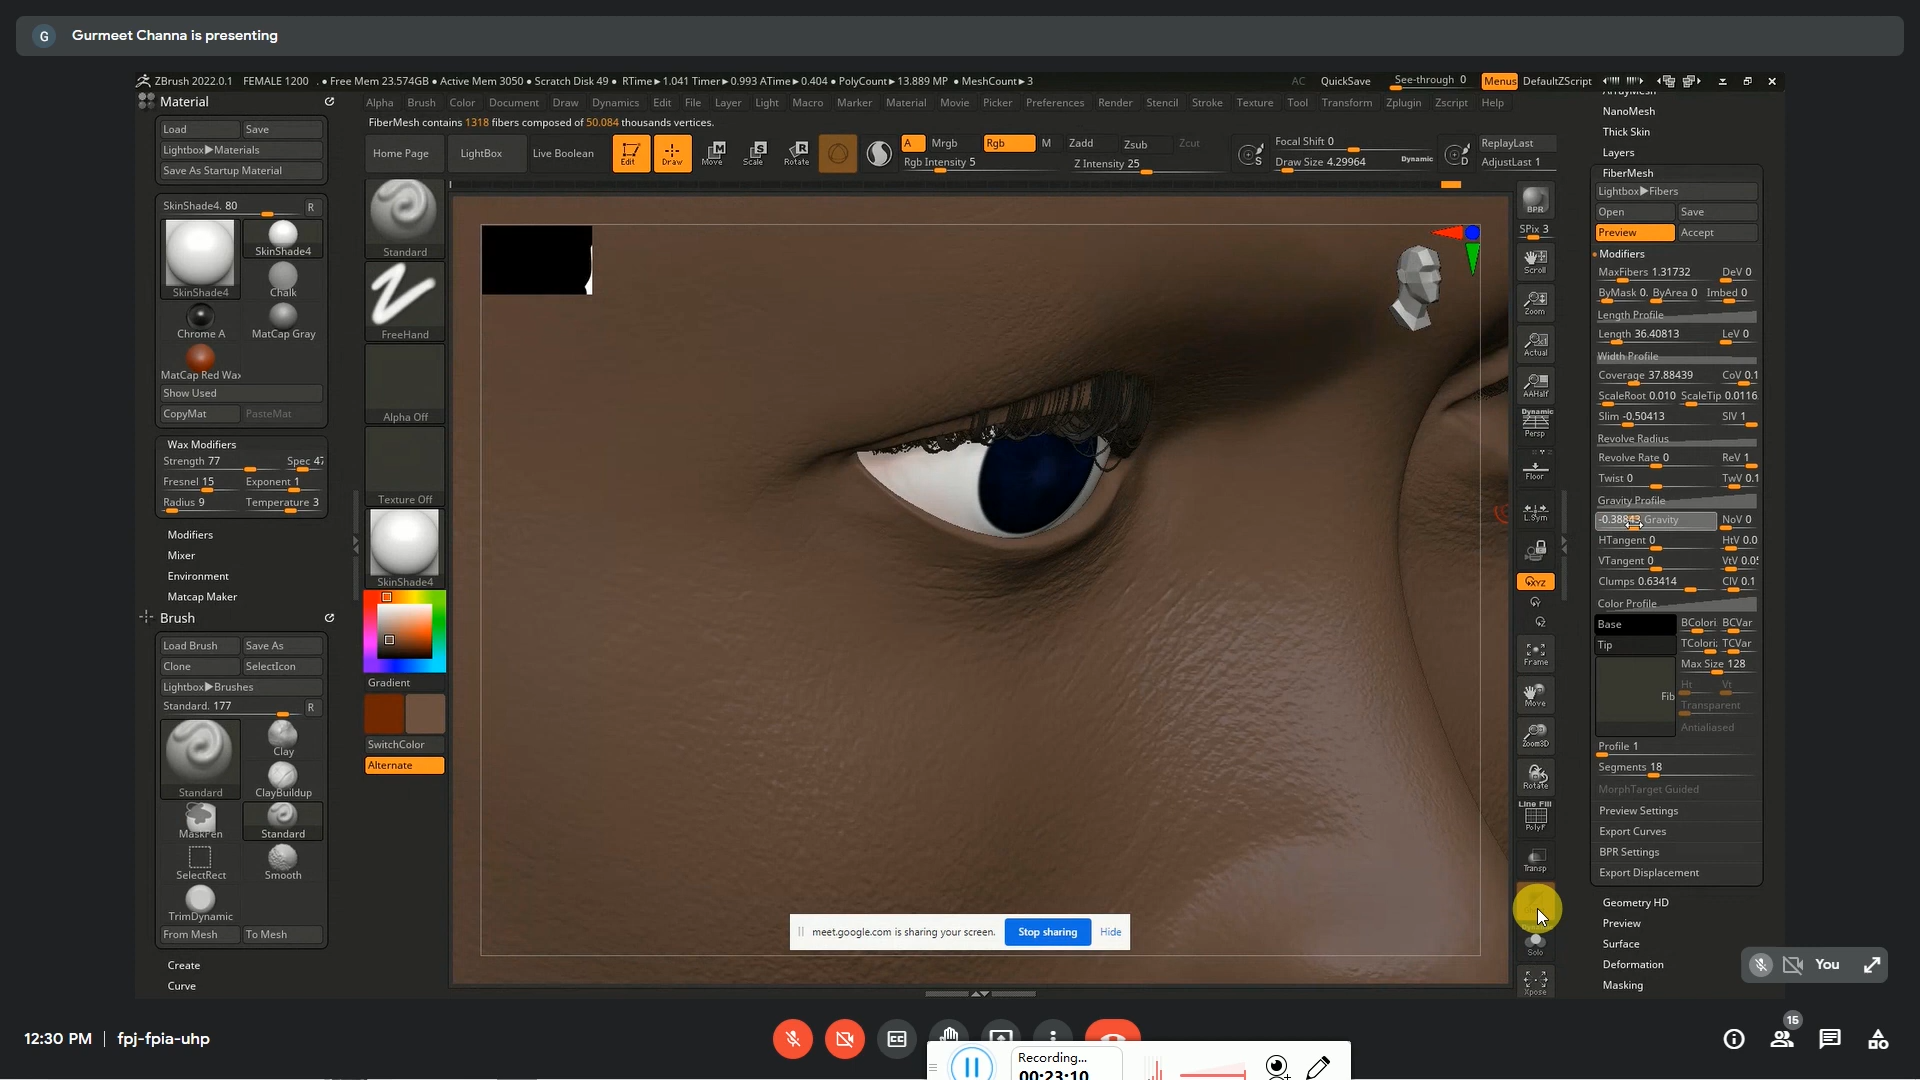 G Gurmeet Channa is presenting
ZBrush 2022.0.1 FEMALE 1200 . • Free Mem 23.574GB • Active Mem 3050 • Scratch Disk 49 • RTime▶1.041 Timer▶0.993 ATime▶0.404 • PolyCount▶13.889 MP • MeshCount▶3
AC QuickSave See-through 0 Menus DefaultZScript
Material
Alpha Brush Color Document Draw Dynamics Edit File Layer Light Macro Marker Material Movie Picker Preferences Render Stencil Stroke Texture Tool Transform Zplugin Zscript Help
FiberMesh contains 1318 fibers composed of 50.084 thousands vertices.
Load Save
Lightbox▶Materials
Save As Startup Material
SkinShade4. 80 R
SkinShade4
SkinShade4
Chalk
Chrome A
MatCap Gray
MatCap Red Wax
Show Used
CopyMat PasteMat
Wax Modifiers
Strength 77 Spec 47
Fresnel 15 Exponent 1
Radius 9 Temperature 3
Modifiers
Mixer
Environment
Matcap Maker
Brush
Load Brush Save As
Clone SelectIcon
Lightbox▶Brushes
Standard. 177 R
Standard
Clay
ClayBuildup
MaskPen
Standard
SelectRect
Smooth
TrimDynamic
From Mesh To Mesh
Create
Curve
Home Page LightBox Live Boolean
Edit Draw Move Scale Rotate
A Mrgb Rgb M Zadd Zsub Zcut
Rgb Intensity 5 Z Intensity 25
Focal Shift 0
Draw Size 4.29964 Dynamic
S D
ReplayLast
AdjustLast 1
Standard
FreeHand
Alpha Off
Texture Off
SkinShade4
Gradient
SwitchColor
Alternate
BPR
SPix 3
Scroll
Zoom
Actual
AAHalf
Dynamic
Persp
Floor
L.Sym
Qxyz
Frame
Move
Zoom3D
Rotate
Line Fill
PolyF
Transp
Solo
Xpose
NanoMesh
Thick Skin
Layers
FiberMesh
Lightbox▶Fibers
Open Save
Preview Accept
Modifiers
MaxFibers 1.31732 DeV 0
ByMask 0. ByArea 0 Imbed 0
Length Profile
Length 36.40813 LeV 0
Width Profile
Coverage 37.88439 CoV 0.1
ScaleRoot 0.010 ScaleTip 0.0116
Slim -0.50413 SlV 1
Revolve Radius
Revolve Rate 0 ReV 1
Twist 0 TwV 0.1
Gravity Profile
-0.38843 Gravity NoV 0
HTangent 0 HtV 0.0
VTangent 0 VtV 0.05
Clumps 0.63414 ClV 0.1
Color Profile
Base BColori BCVar
Tip TColori TCVar
Max Size 128
Ht Vt
Fib
Transparent
Antialiased
Profile 1
Segments 18
MorphTarget Guided
Preview Settings
Export Curves
BPR Settings
Export Displacement
Geometry HD
Preview
Surface
Deformation
Masking
meet.google.com is sharing your screen. Stop sharing Hide
You
12:30 PM | fpj-fpia-uhp
15
Recording...
00:23:10